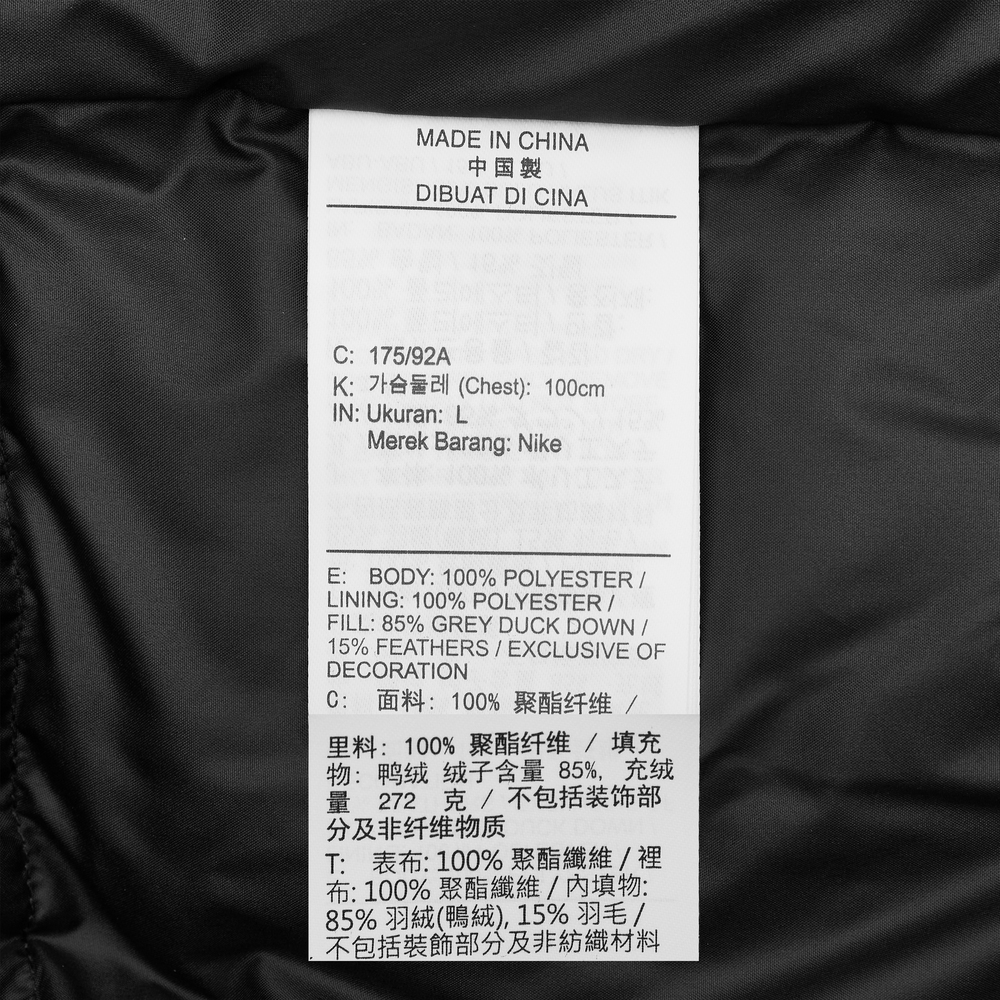 MADE IN CHINA
中国製
DIBUAT DI CINA
C: 175/92A
K: 가슴둘레 (Chest): 100cm
IN: Ukuran: L
Merek Barang: Nike
E: BODY: 100% POLYESTER /
LINING: 100% POLYESTER /
FILL: 85% GREY DUCK DOWN /
15% FEATHERS / EXCLUSIVE OF
DECORATION
C: 面料: 100% 聚酯纤维 /
里料: 100% 聚酯纤维 / 填充
物: 鸭绒 绒子含量 85%, 充绒
量 272 克 / 不包括装饰部
分及非纤维物质
T: 表布: 100% 聚酯纖維 / 裡
布: 100% 聚酯纖維 / 內填物:
85% 羽絨(鴨絨), 15% 羽毛 /
不包括裝飾部分及非紡織材料